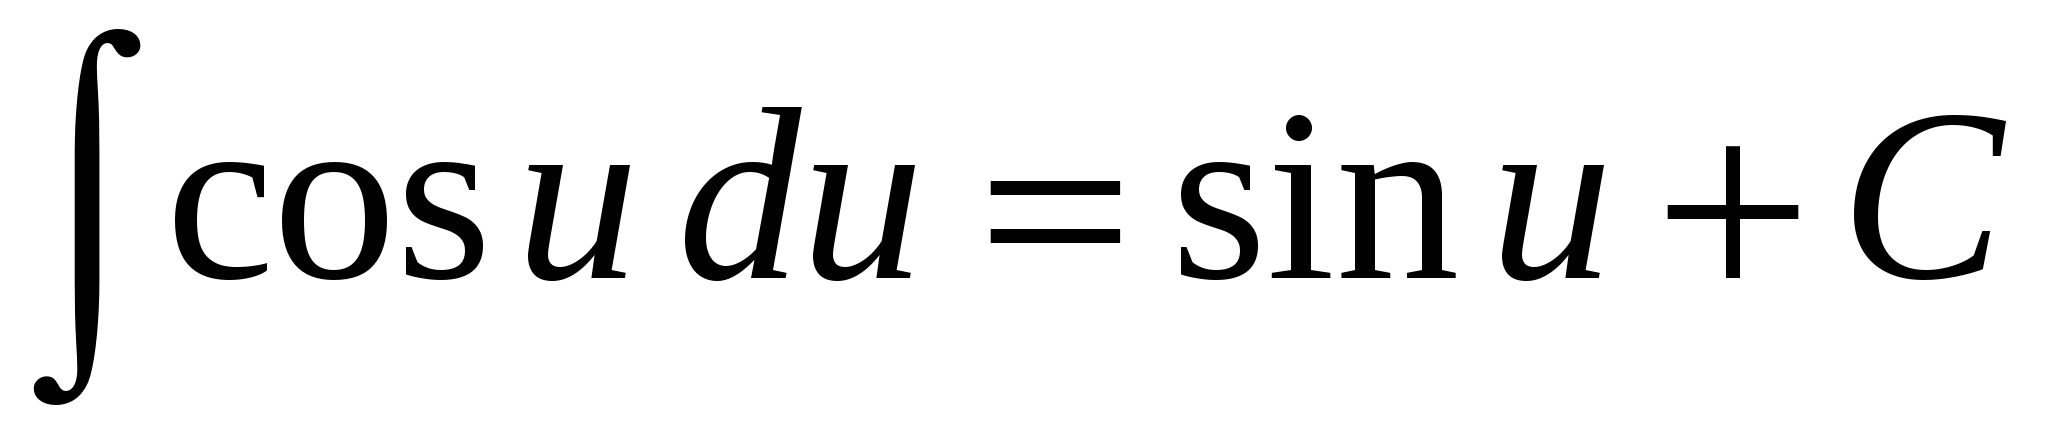 ∫ cos u du = sin u + C